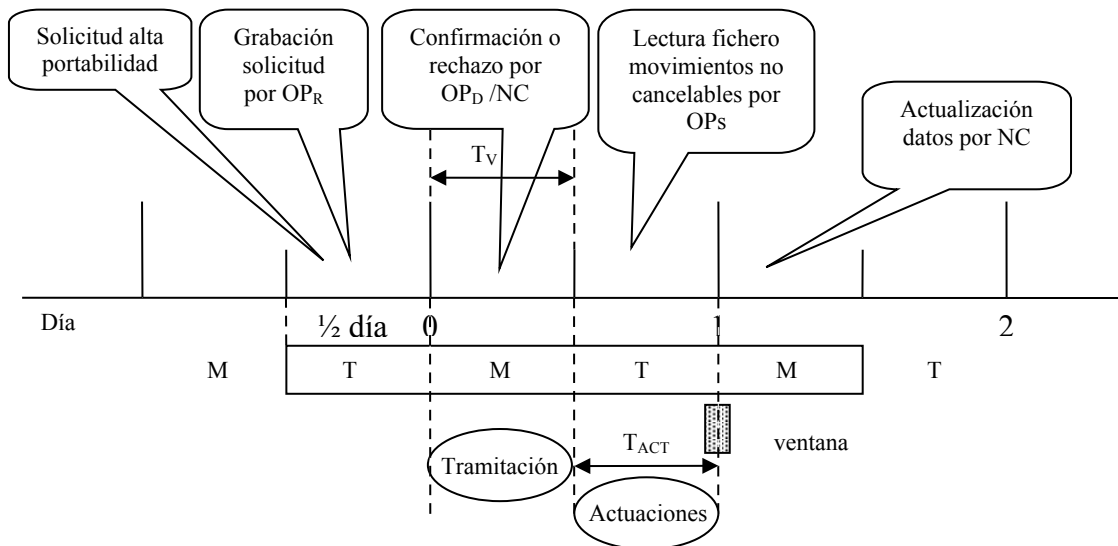 Solicitud alta
portabilidad
Grabación
solicitud
por OPR
Confirmación o
rechazo por
OPD /NC
Lectura fichero
movimientos no
cancelables por
OPs
Actualización
datos por NC
TV
Día
½ día
0
1
2
M
T
M
T
M
T
TACT
ventana
Tramitación
Actuaciones